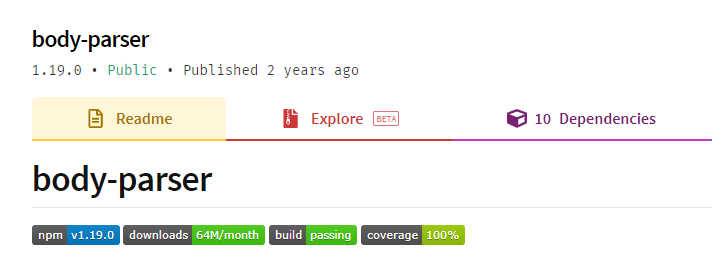 body-parser
1.19.0 • Public • Published 2 years ago
Readme Explore BETA 10 Dependencies
body-parser
npm v1.19.0 downloads 64M/month build passing coverage 100%